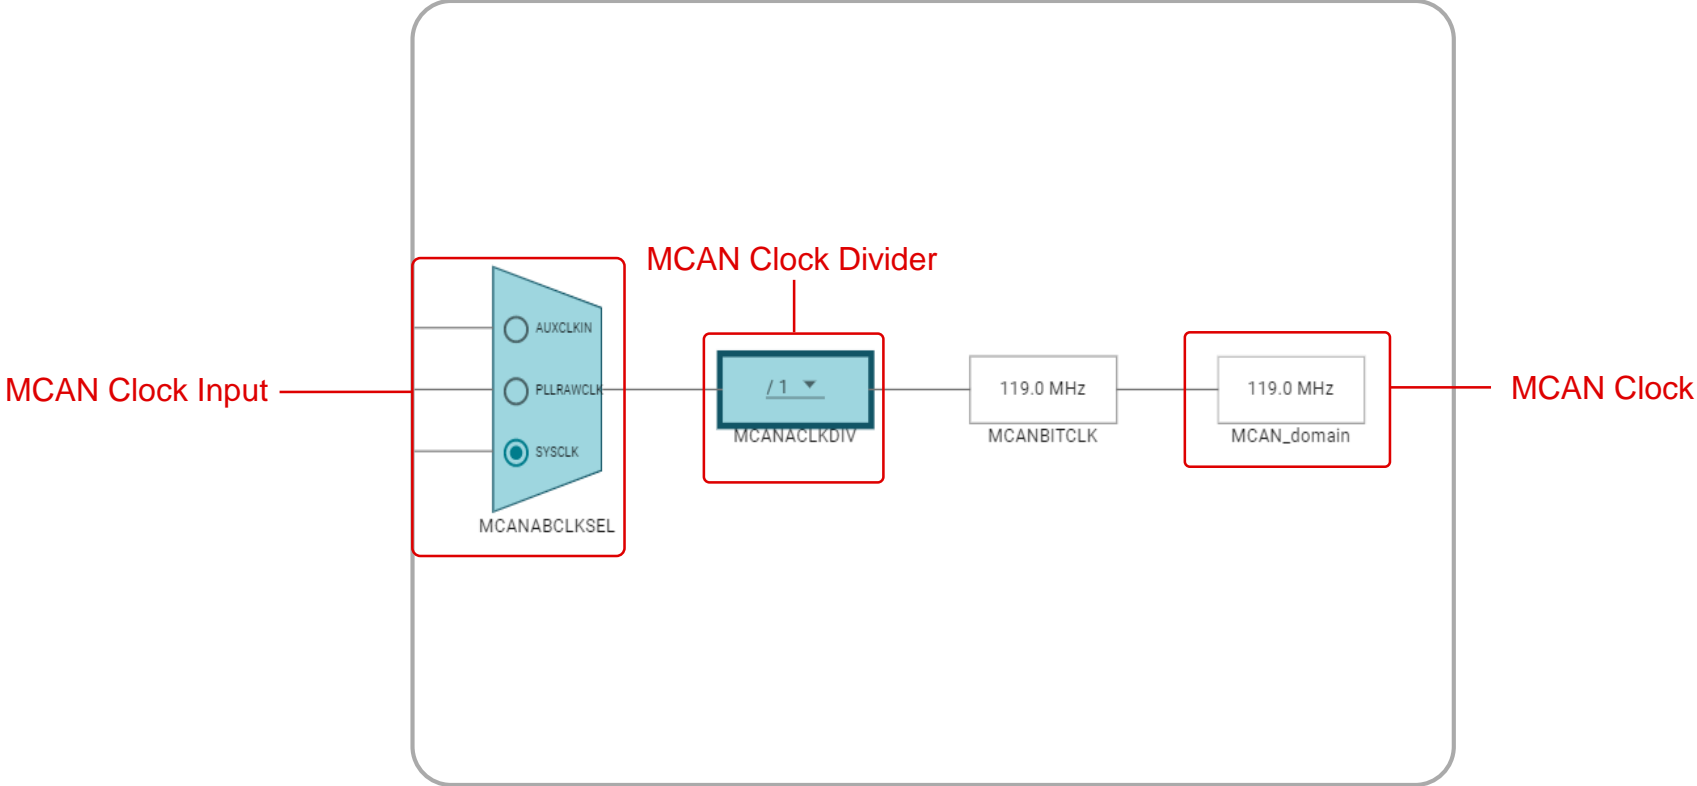 MCAN Clock Divider
AUXCLKIN
MCAN Clock Input
PLLRAWCLK
/ 1
119.0 MHz
119.0 MHz
MCAN Clock
MCANACLKDIV
MCANBITCLK
MCAN_domain
SYSCLK
MCANABCLKSEL